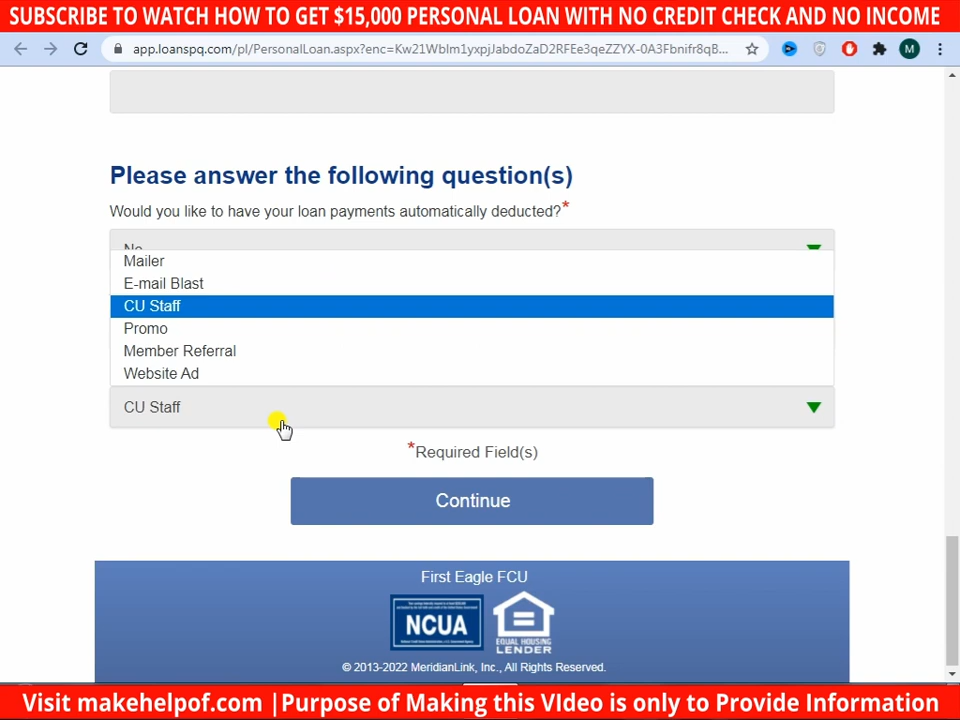 SUBSCRIBE TO WATCH HOW TO GET $15,000 PERSONAL LOAN WITH NO CREDIT CHECK AND NO INCOME
app.loanspq.com/pl/PersonalLoan.aspx?enc=Kw21Wblm1yxpjJabdoZaD2RFEe3qeZZYX-0A3Fbnifr8qB...
M
Please answer the following question(s)
Would you like to have your loan payments automatically deducted?*
No
Mailer
E-mail Blast
CU Staff
Promo
Member Referral
Website Ad
CU Staff
*Required Field(s)
Continue
First Eagle FCU
NCUA
EQUAL HOUSING
LENDER
© 2013-2022 MeridianLink, Inc., All Rights Reserved.
Visit makehelpof.com |Purpose of Making this VIdeo is only to Provide Information